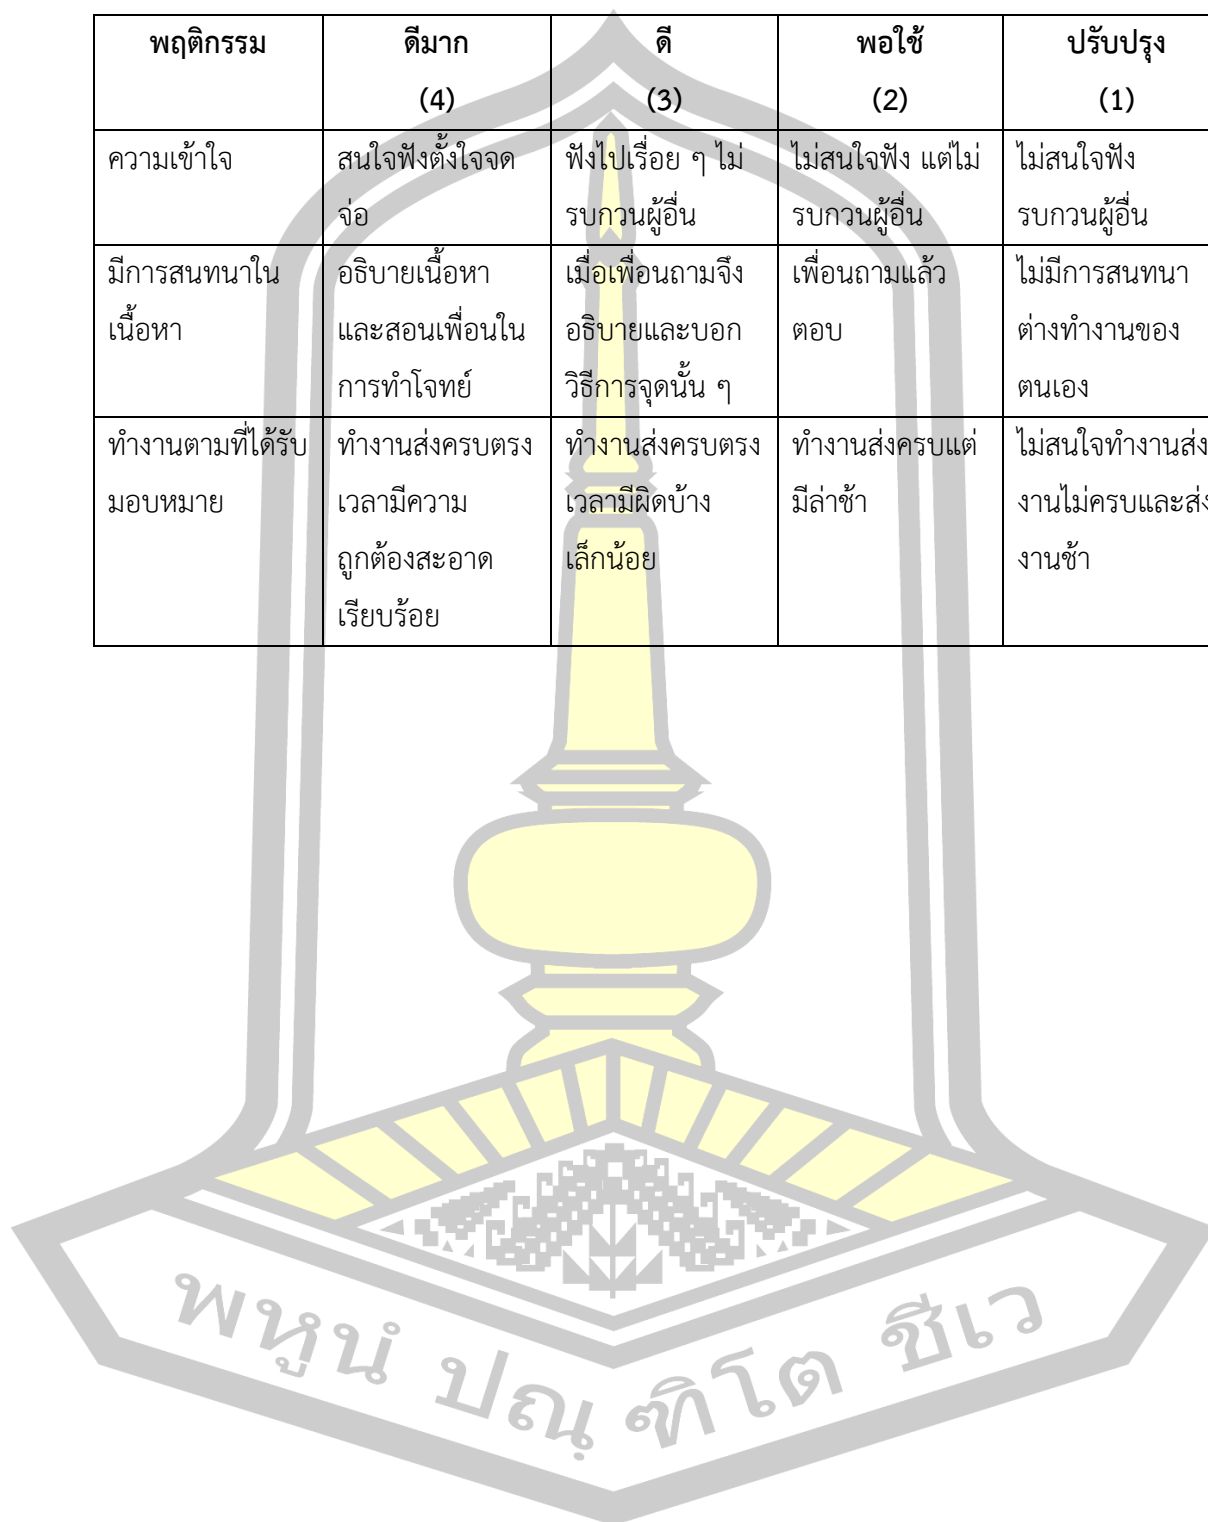 พฤติกรรม ดีมาก ดี พอใช้ ปรับปรุง
(4) (3) (2) (1)
ความเข้าใจ สนใจฟังตั้งใจจด ฟังไปเรื่อย ๆ ไม่ ไม่สนใจฟัง แต่ไม่ ไม่สนใจฟัง
จ่อ รบกวนผู้อื่น รบกวนผู้อื่น รบกวนผู้อื่น
มีการสนทนาใน อธิบายเนื้อหา เมื่อเพื่อนถามจึง เพื่อนถามแล้ว ไม่มีการสนทนา
เนื้อหา และสอนเพื่อนใน อธิบายและบอก ตอบ ต่างทำงานของ
การทำโจทย์ วิธีการจุดนั้น ๆ ตนเอง
ทำงานตามที่ได้รับ ทำงานส่งครบตรง ทำงานส่งครบตรง ทำงานส่งครบแต่ ไม่สนใจทำงานส่ง
มอบหมาย เวลามีความ เวลามีผิดบ้าง มีล่าช้า งานไม่ครบและส่ง
ถูกต้องสะอาด เล็กน้อย งานช้า
เรียบร้อย
พหูนํ ปณฺฑิโต ชีเว